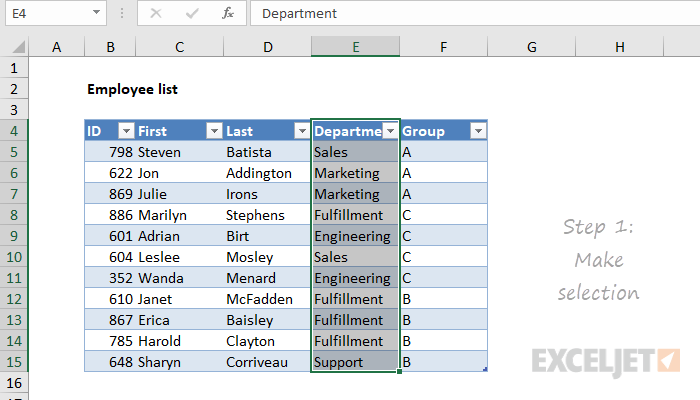 E4 fx Department
A B C D E F G H
1
2 Employee list
3
4 ID First Last Departme Group
5 798 Steven Batista Sales A
6 622 Jon Addington Marketing A
7 869 Julie Irons Marketing A
8 886 Marilyn Stephens Fulfillment C
9 601 Adrian Birt Engineering C
10 604 Leslee Mosley Sales C
11 352 Wanda Menard Engineering C
12 610 Janet McFadden Fulfillment B
13 867 Erica Baisley Fulfillment B
14 785 Harold Clayton Fulfillment B
15 648 Sharyn Corriveau Support B
16
17
Step 1:
Make
selection
EXCELJET